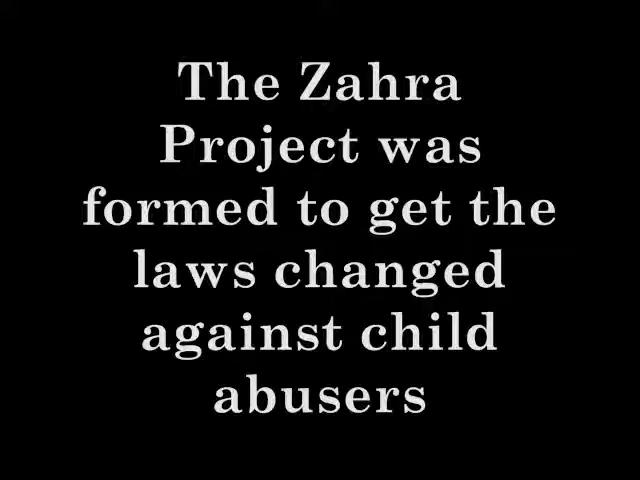 The Zahra
Project was
formed to get the
laws changed
against child
abusers